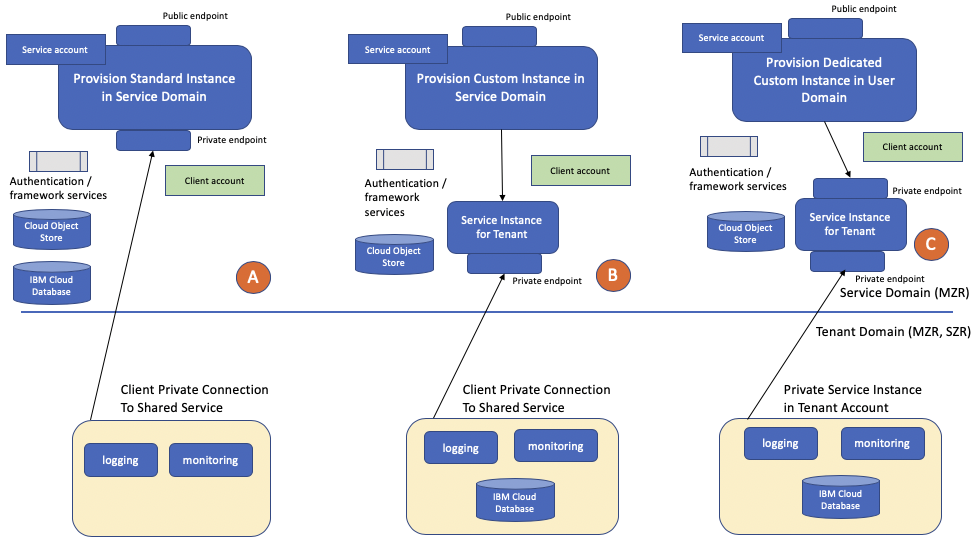 Public endpoint
Service account
Provision Standard Instance
in Service Domain
Private endpoint
Authentication /
framework services
Client account
Cloud Object
Store
IBM Cloud
Database
A
Client Private Connection
To Shared Service
logging
monitoring
Public endpoint
Service account
Provision Custom Instance in
Service Domain
Authentication /
framework
services
Client account
Service Instance
for Tenant
Cloud Object
Store
Private endpoint
B
Client Private Connection
To Shared Service
logging
monitoring
IBM Cloud
Database
Public endpoint
Service account
Provision Dedicated
Custom Instance in User
Domain
Client account
Authentication /
framework services
Private endpoint
Service Instance
for Tenant
Cloud Object
Store
C
Private endpoint
Service Domain (MZR)
Tenant Domain (MZR, SZR)
Private Service Instance
in Tenant Account
logging
monitoring
IBM Cloud
Database